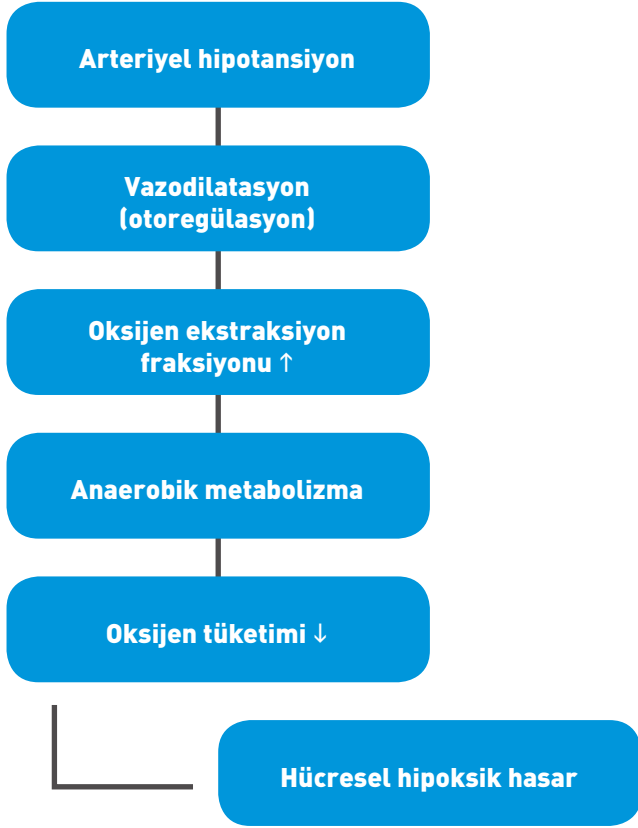 Arteriyel hipotansiyon
Vazodilatasyon
(otoregülasyon)
Oksijen ekstraksiyon
fraksiyonu ↑
Anaerobik metabolizma
Oksijen tüketimi ↓
Hücresel hipoksik hasar